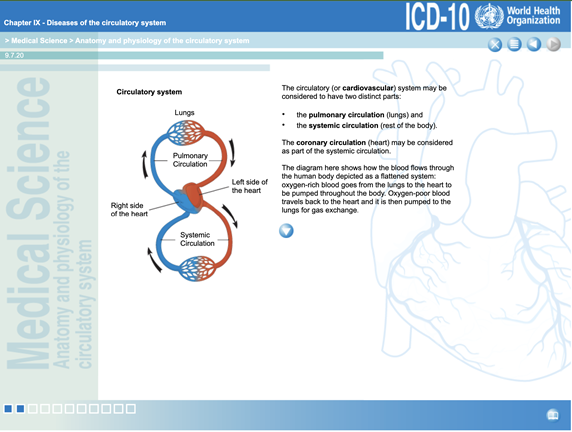 Chapter IX - Diseases of the circulatory system
ICD-10
World Health
Organization
> Medical Science > Anatomy and physiology of the circulatory system
9.7.20
Medical Science
Anatomy and physiology of the
circulatory system
Circulatory system
Lungs
Pulmonary
Circulation
Left side of
the heart
Right side
of the heart
Systemic
Circulation
The circulatory (or cardiovascular) system may be
considered to have two distinct parts:
• the pulmonary circulation (lungs) and
• the systemic circulation (rest of the body).
The coronary circulation (heart) may be considered
as part of the systemic circulation.
The diagram here shows how the blood flows through
the human body depicted as a flattened system:
oxygen-rich blood goes from the lungs to the heart to
be pumped throughout the body. Oxygen-poor blood
travels back to the heart and it is then pumped to the
lungs for gas exchange.